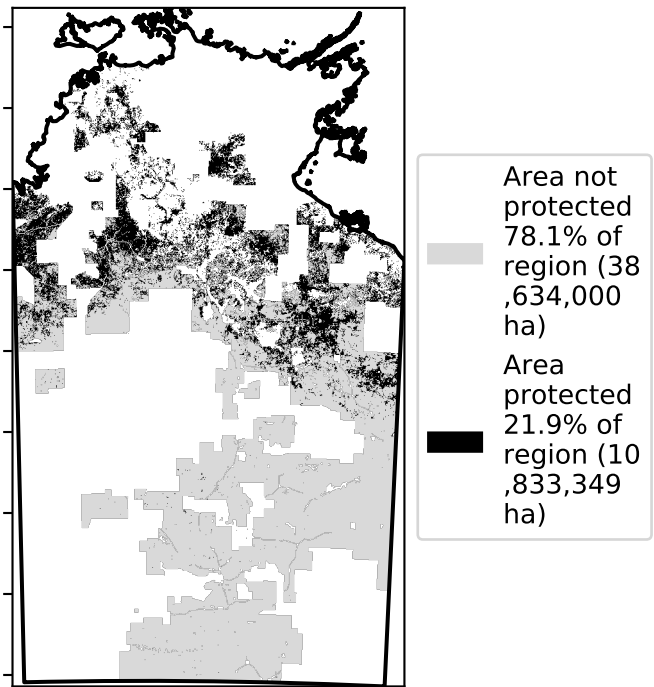 Area not
protected
78.1% of
region (38
,634,000
ha)
Area
protected
21.9% of
region (10
,833,349
ha)